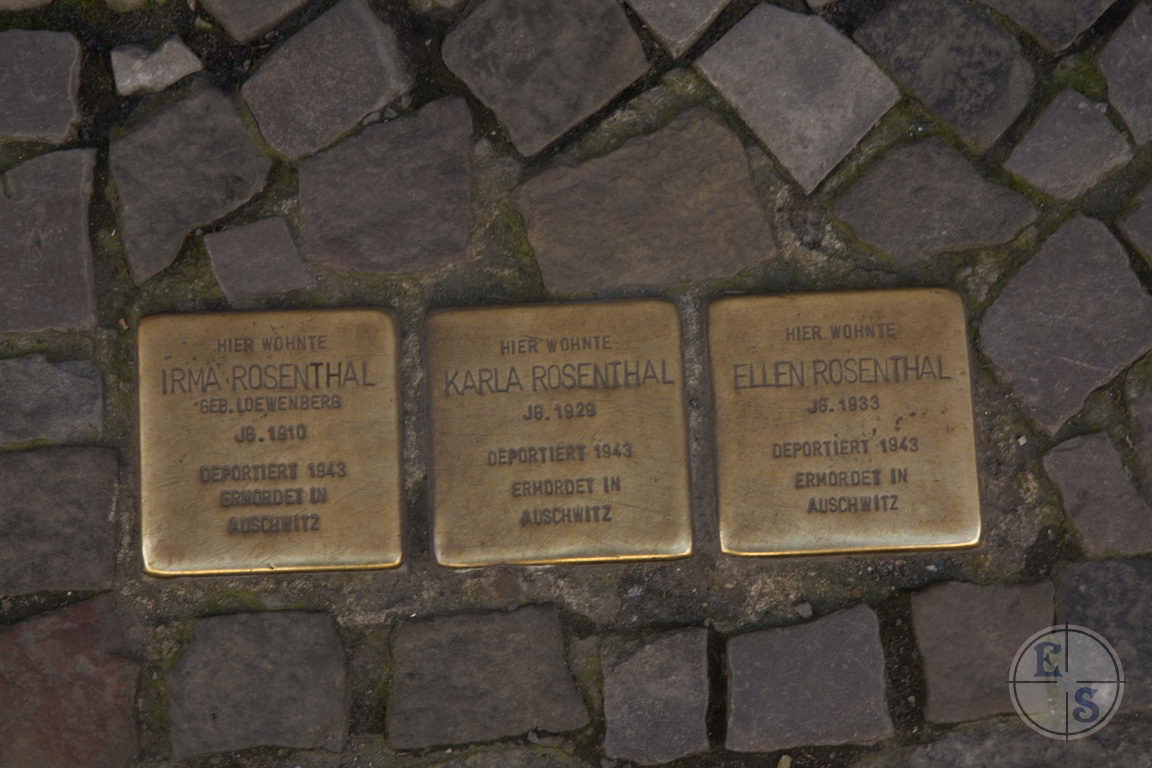 HIER WOHNTE
IRMA ROSENTHAL
GEB. LOEWENBERG
JG. 1910
DEPORTIERT 1943
ERMORDET IN
AUSCHWITZ
HIER WOHNTE
KARLA ROSENTHAL
JG. 1929
DEPORTIERT 1943
ERMORDET IN
AUSCHWITZ
HIER WOHNTE
ELLEN ROSENTHAL
JG. 1933
DEPORTIERT 1943
ERMORDET IN
AUSCHWITZ
E
S